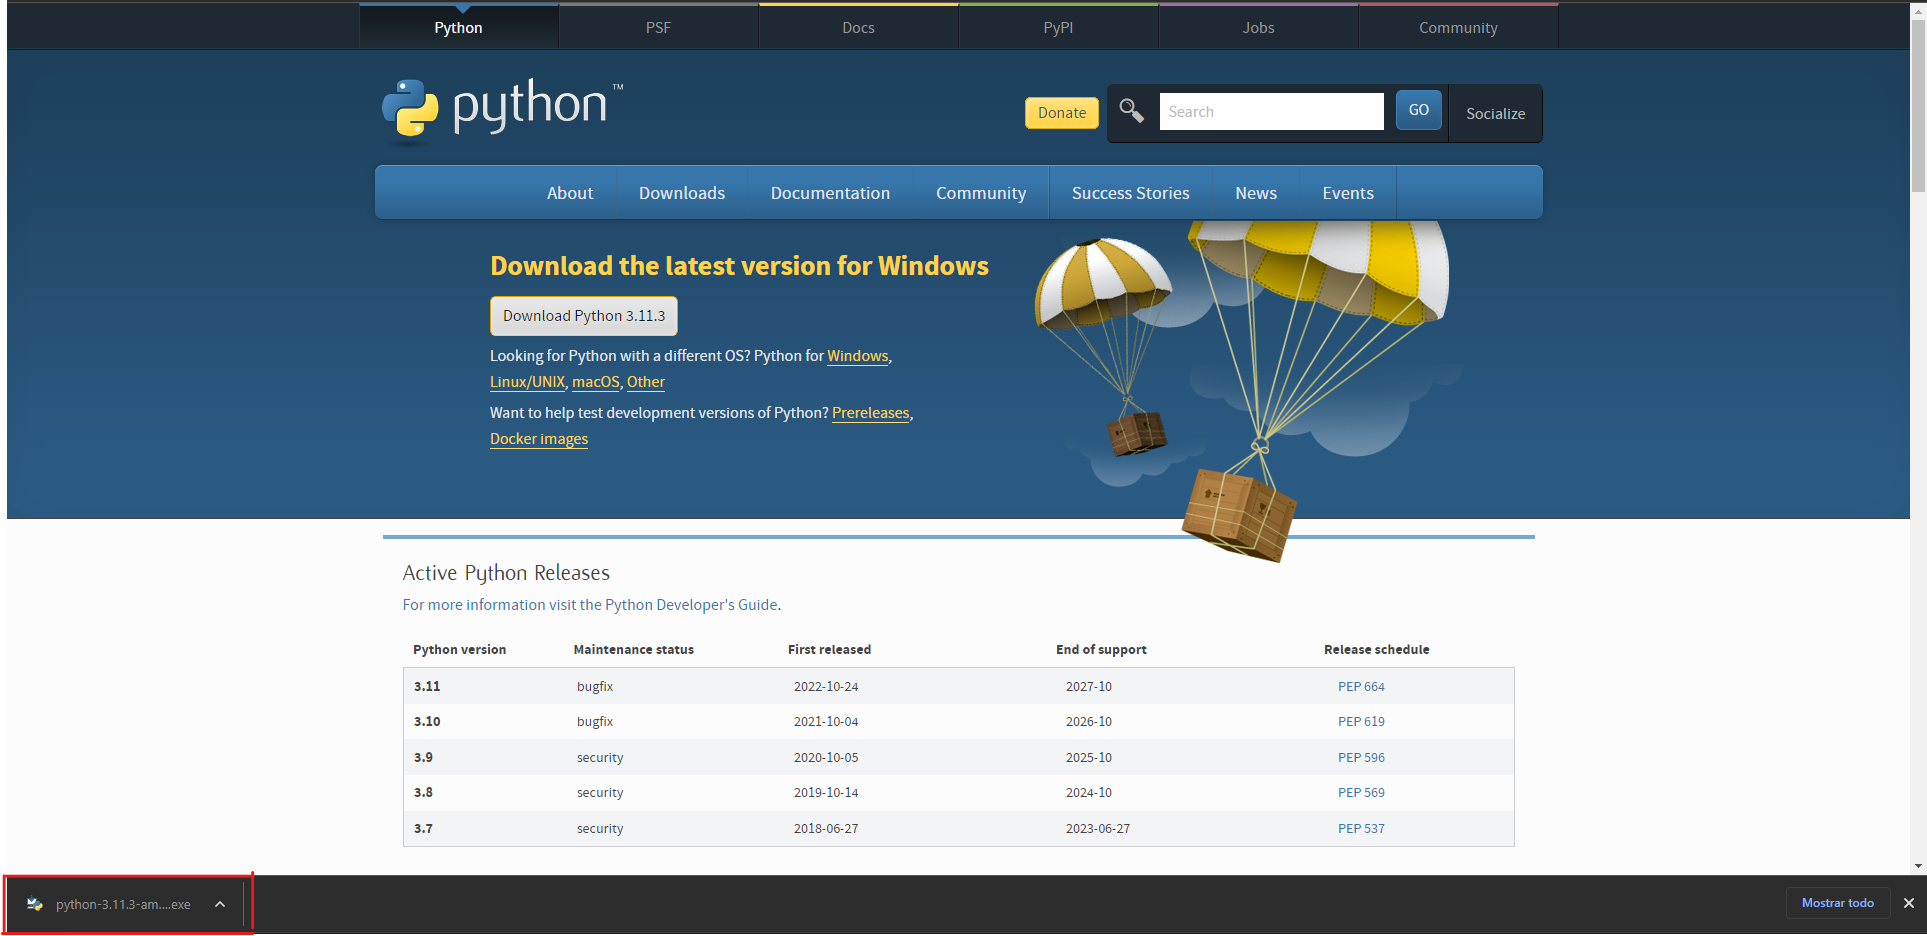 Python PSF Docs PyPI Jobs Community
python™
Donate Search GO Socialize
About Downloads Documentation Community Success Stories News Events
Download the latest version for Windows
Download Python 3.11.3
Looking for Python with a different OS? Python for Windows,
Linux/UNIX, macOS, Other
Want to help test development versions of Python? Prereleases,
Docker images
Active Python Releases
For more information visit the Python Developer's Guide.
Python version Maintenance status First released End of support Release schedule
3.11 bugfix 2022-10-24 2027-10 PEP 664
3.10 bugfix 2021-10-04 2026-10 PEP 619
3.9 security 2020-10-05 2025-10 PEP 596
3.8 security 2019-10-14 2024-10 PEP 569
3.7 security 2018-06-27 2023-06-27 PEP 537
python-3.11.3-am....exe Mostrar todo